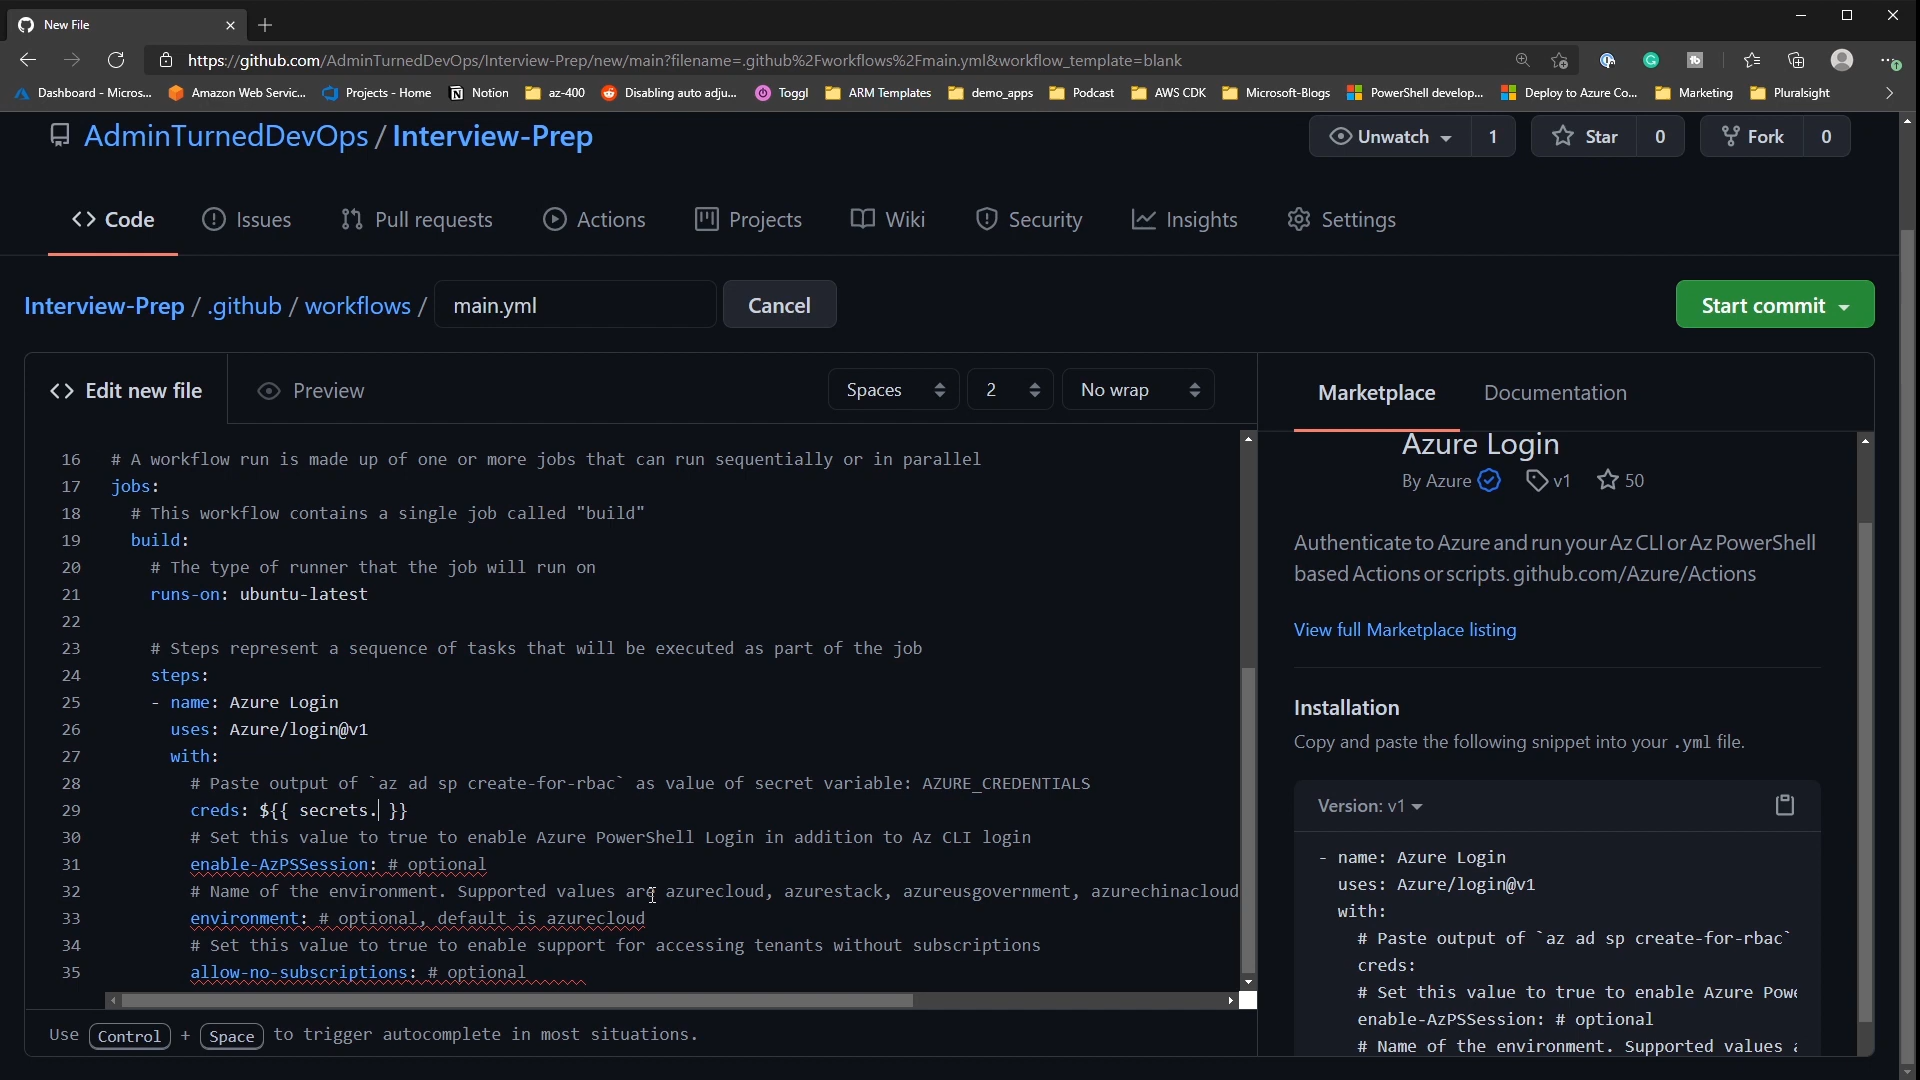 New File
https://github.com/AdminTurnedDevOps/Interview-Prep/new/main?filename=.github%2Fworkflows%2Fmain.yml&workflow_template=blank
Dashboard - Micros... Amazon Web Servic... Projects - Home Notion az-400 Disabling auto adju... Toggl ARM Templates demo_apps Podcast AWS CDK Microsoft-Blogs PowerShell develop... Deploy to Azure Co... Marketing Pluralsight
AdminTurnedDevOps / Interview-Prep
Unwatch 1 Star 0 Fork 0
Code Issues Pull requests Actions Projects Wiki Security Insights Settings
Interview-Prep / .github / workflows / main.yml Cancel Start commit
<> Edit new file Preview Spaces 2 No wrap
16 # A workflow run is made up of one or more jobs that can run sequentially or in parallel
17 jobs:
18 # This workflow contains a single job called "build"
19 build:
20 # The type of runner that the job will run on
21 runs-on: ubuntu-latest
22
23 # Steps represent a sequence of tasks that will be executed as part of the job
24 steps:
25 - name: Azure Login
26 uses: Azure/login@v1
27 with:
28 # Paste output of `az ad sp create-for-rbac` as value of secret variable: AZURE_CREDENTIALS
29 creds: ${{ secrets. }}
30 # Set this value to true to enable Azure PowerShell Login in addition to Az CLI login
31 enable-AzPSSession: # optional
32 # Name of the environment. Supported values are azurecloud, azurestack, azureusgovernment, azurechinacloud
33 environment: # optional, default is azurecloud
34 # Set this value to true to enable support for accessing tenants without subscriptions
35 allow-no-subscriptions: # optional
Use Control + Space to trigger autocomplete in most situations.
Marketplace Documentation
Azure Login
By Azure v1 50
Authenticate to Azure and run your Az CLI or Az PowerShell
based Actions or scripts. github.com/Azure/Actions
View full Marketplace listing
Installation
Copy and paste the following snippet into your .yml file.
Version: v1
- name: Azure Login
uses: Azure/login@v1
with:
# Paste output of `az ad sp create-for-rbac`
creds:
# Set this value to true to enable Azure Powe
enable-AzPSSession: # optional
# Name of the environment. Supported values a